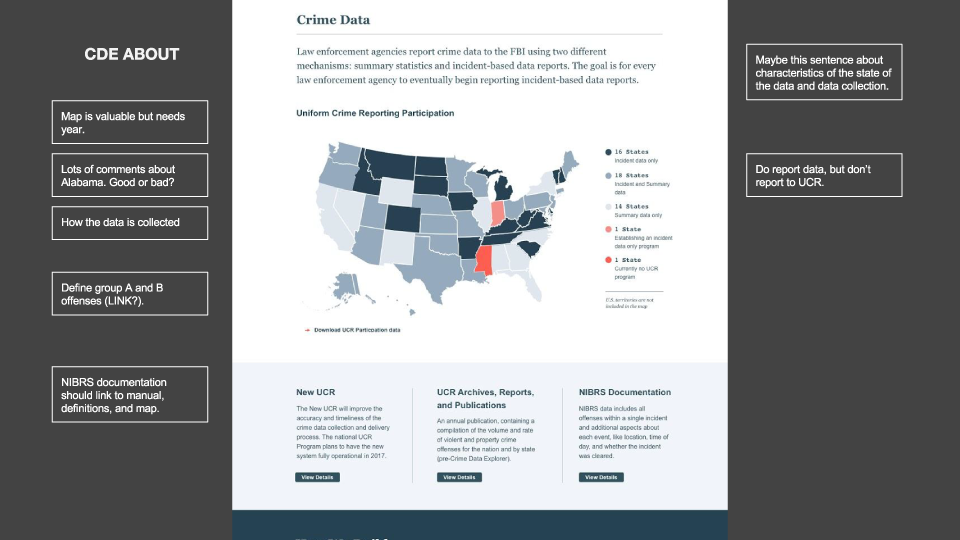 CDE ABOUT
Map is valuable but needs
year.
Lots of comments about
Alabama. Good or bad?
How the data is collected
Define group A and B
offenses (LINK?).
NIBRS documentation
should link to manual,
definitions, and map.
Crime Data
Law enforcement agencies report crime data to the FBI using two different
mechanisms: summary statistics and incident-based data reports. The goal is for every
law enforcement agency to eventually begin reporting incident-based data reports.
Uniform Crime Reporting Participation
16 States
Incident data only
18 States
Incident and Summary
data
14 States
Summary data only
1 State
Establishing an incident
data only program
1 State
Currently no UCR
program
U.S. territories are not
included in the map
Download UCR Participation data
New UCR
The New UCR will improve the
accuracy and timeliness of the
crime data collection and delivery
process. The national UCR
Program plans to have the new
system fully operational in 2017.
View Details
UCR Archives, Reports,
and Publications
An annual publication, containing a
compilation of the volume and rate
of violent and property crime
offenses for the nation and by state
(pre-Crime Data Explorer).
View Details
NIBRS Documentation
NIBRS data includes all
offenses within a single incident
and additional aspects about
each event, like location, time of
day, and whether the incident
was cleared.
View Details
Maybe this sentence about
characteristics of the state of
the data and data collection.
Do report data, but don't
report to UCR.